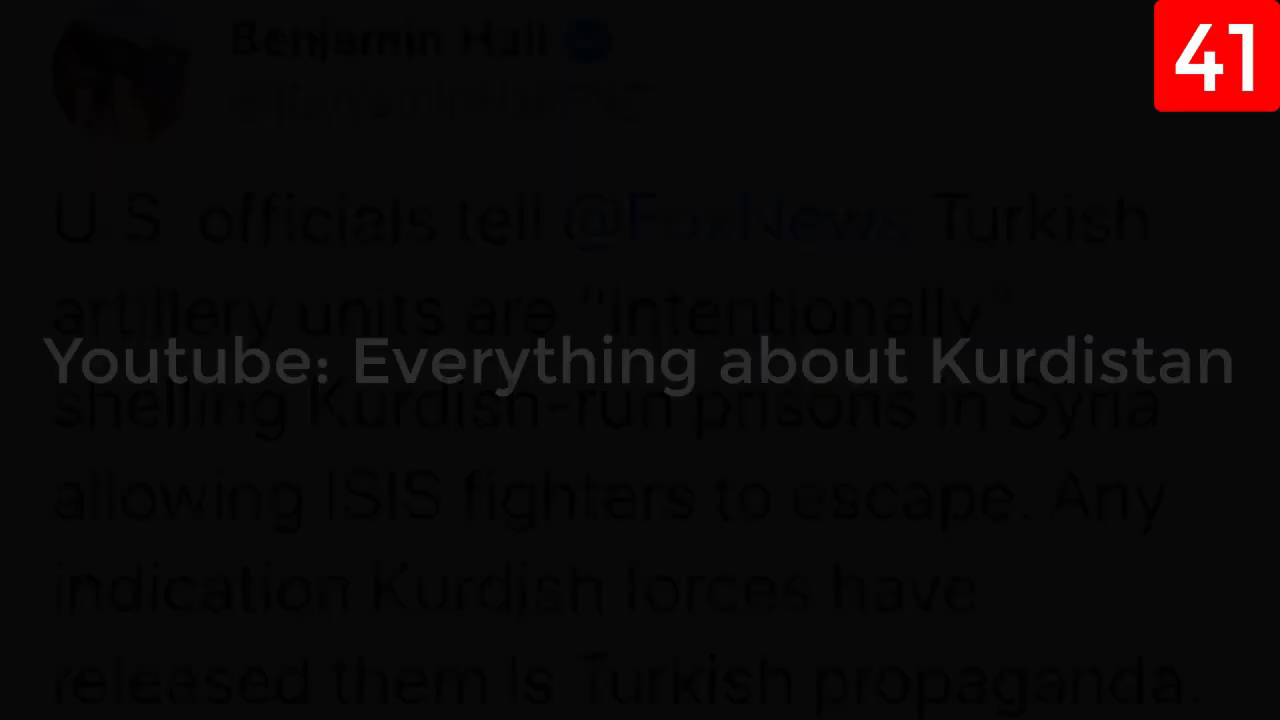 Benjamin Hall
41
U.S. officials tell @FoxNews Turkish
artillery units are “intentionally”
Youtube: Everything about Kurdistan
shelling Kurdish-run prisons in Syria
allowing ISIS fighters to escape. Any
indication Kurdish forces have
released them is Turkish propaganda.